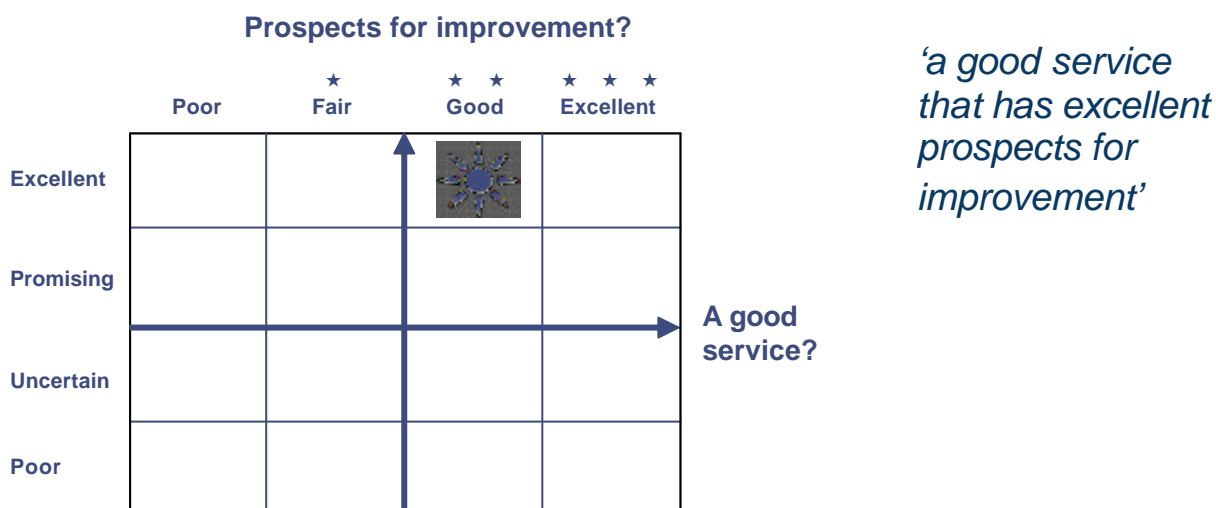 Prospects for improvement?
★ ★ ★ ★ ★ ★
Poor Fair Good Excellent
Excellent
Promising
Uncertain
Poor
A good
service?
‘a good service
that has excellent
prospects for
improvement’